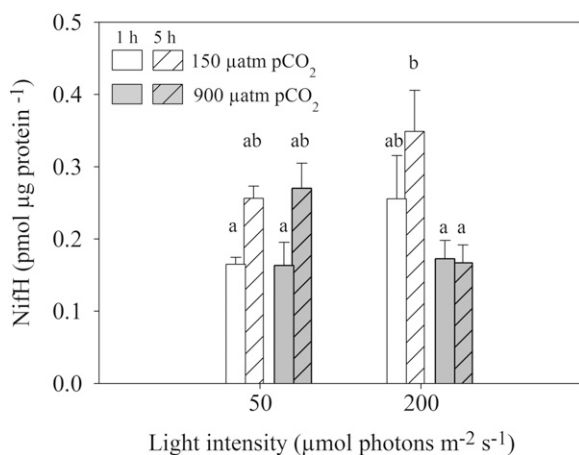 0.5
1 h 5 h
150 µatm pCO2
900 µatm pCO2
b
0.4
ab
ab
ab
0.3
a
a
a
a
0.2
0.1
0.0
50
200
NifH (pmol µg protein -1)
Light intensity (µmol photons m-2 s-1)